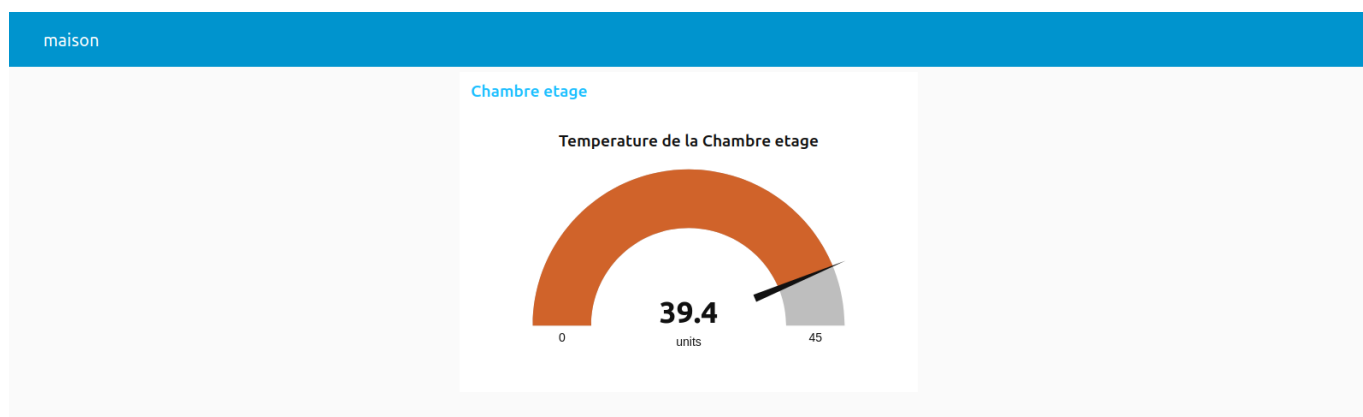 maison
Chambre etage
Temperature de la Chambre etage
39.4
units
0
45